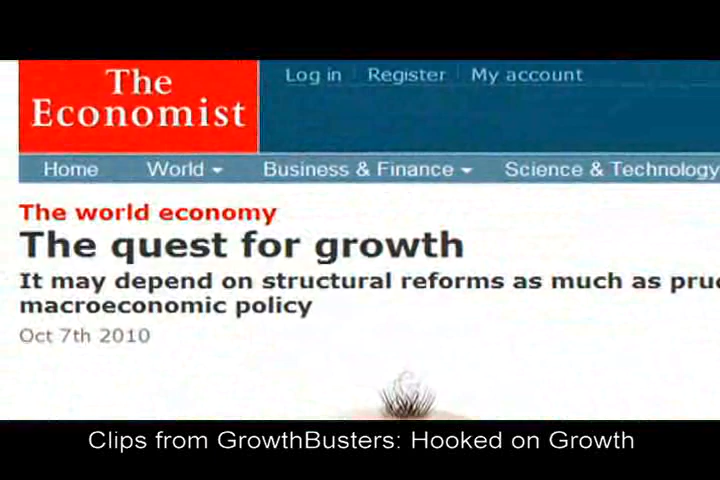 The
Economist
Log in Register My account
Home World Business & Finance Science & Technology
The world economy
The quest for growth
It may depend on structural reforms as much as
macroeconomic policy
Oct 7th 2010
Clips from GrowthBusters: Hooked on Growth